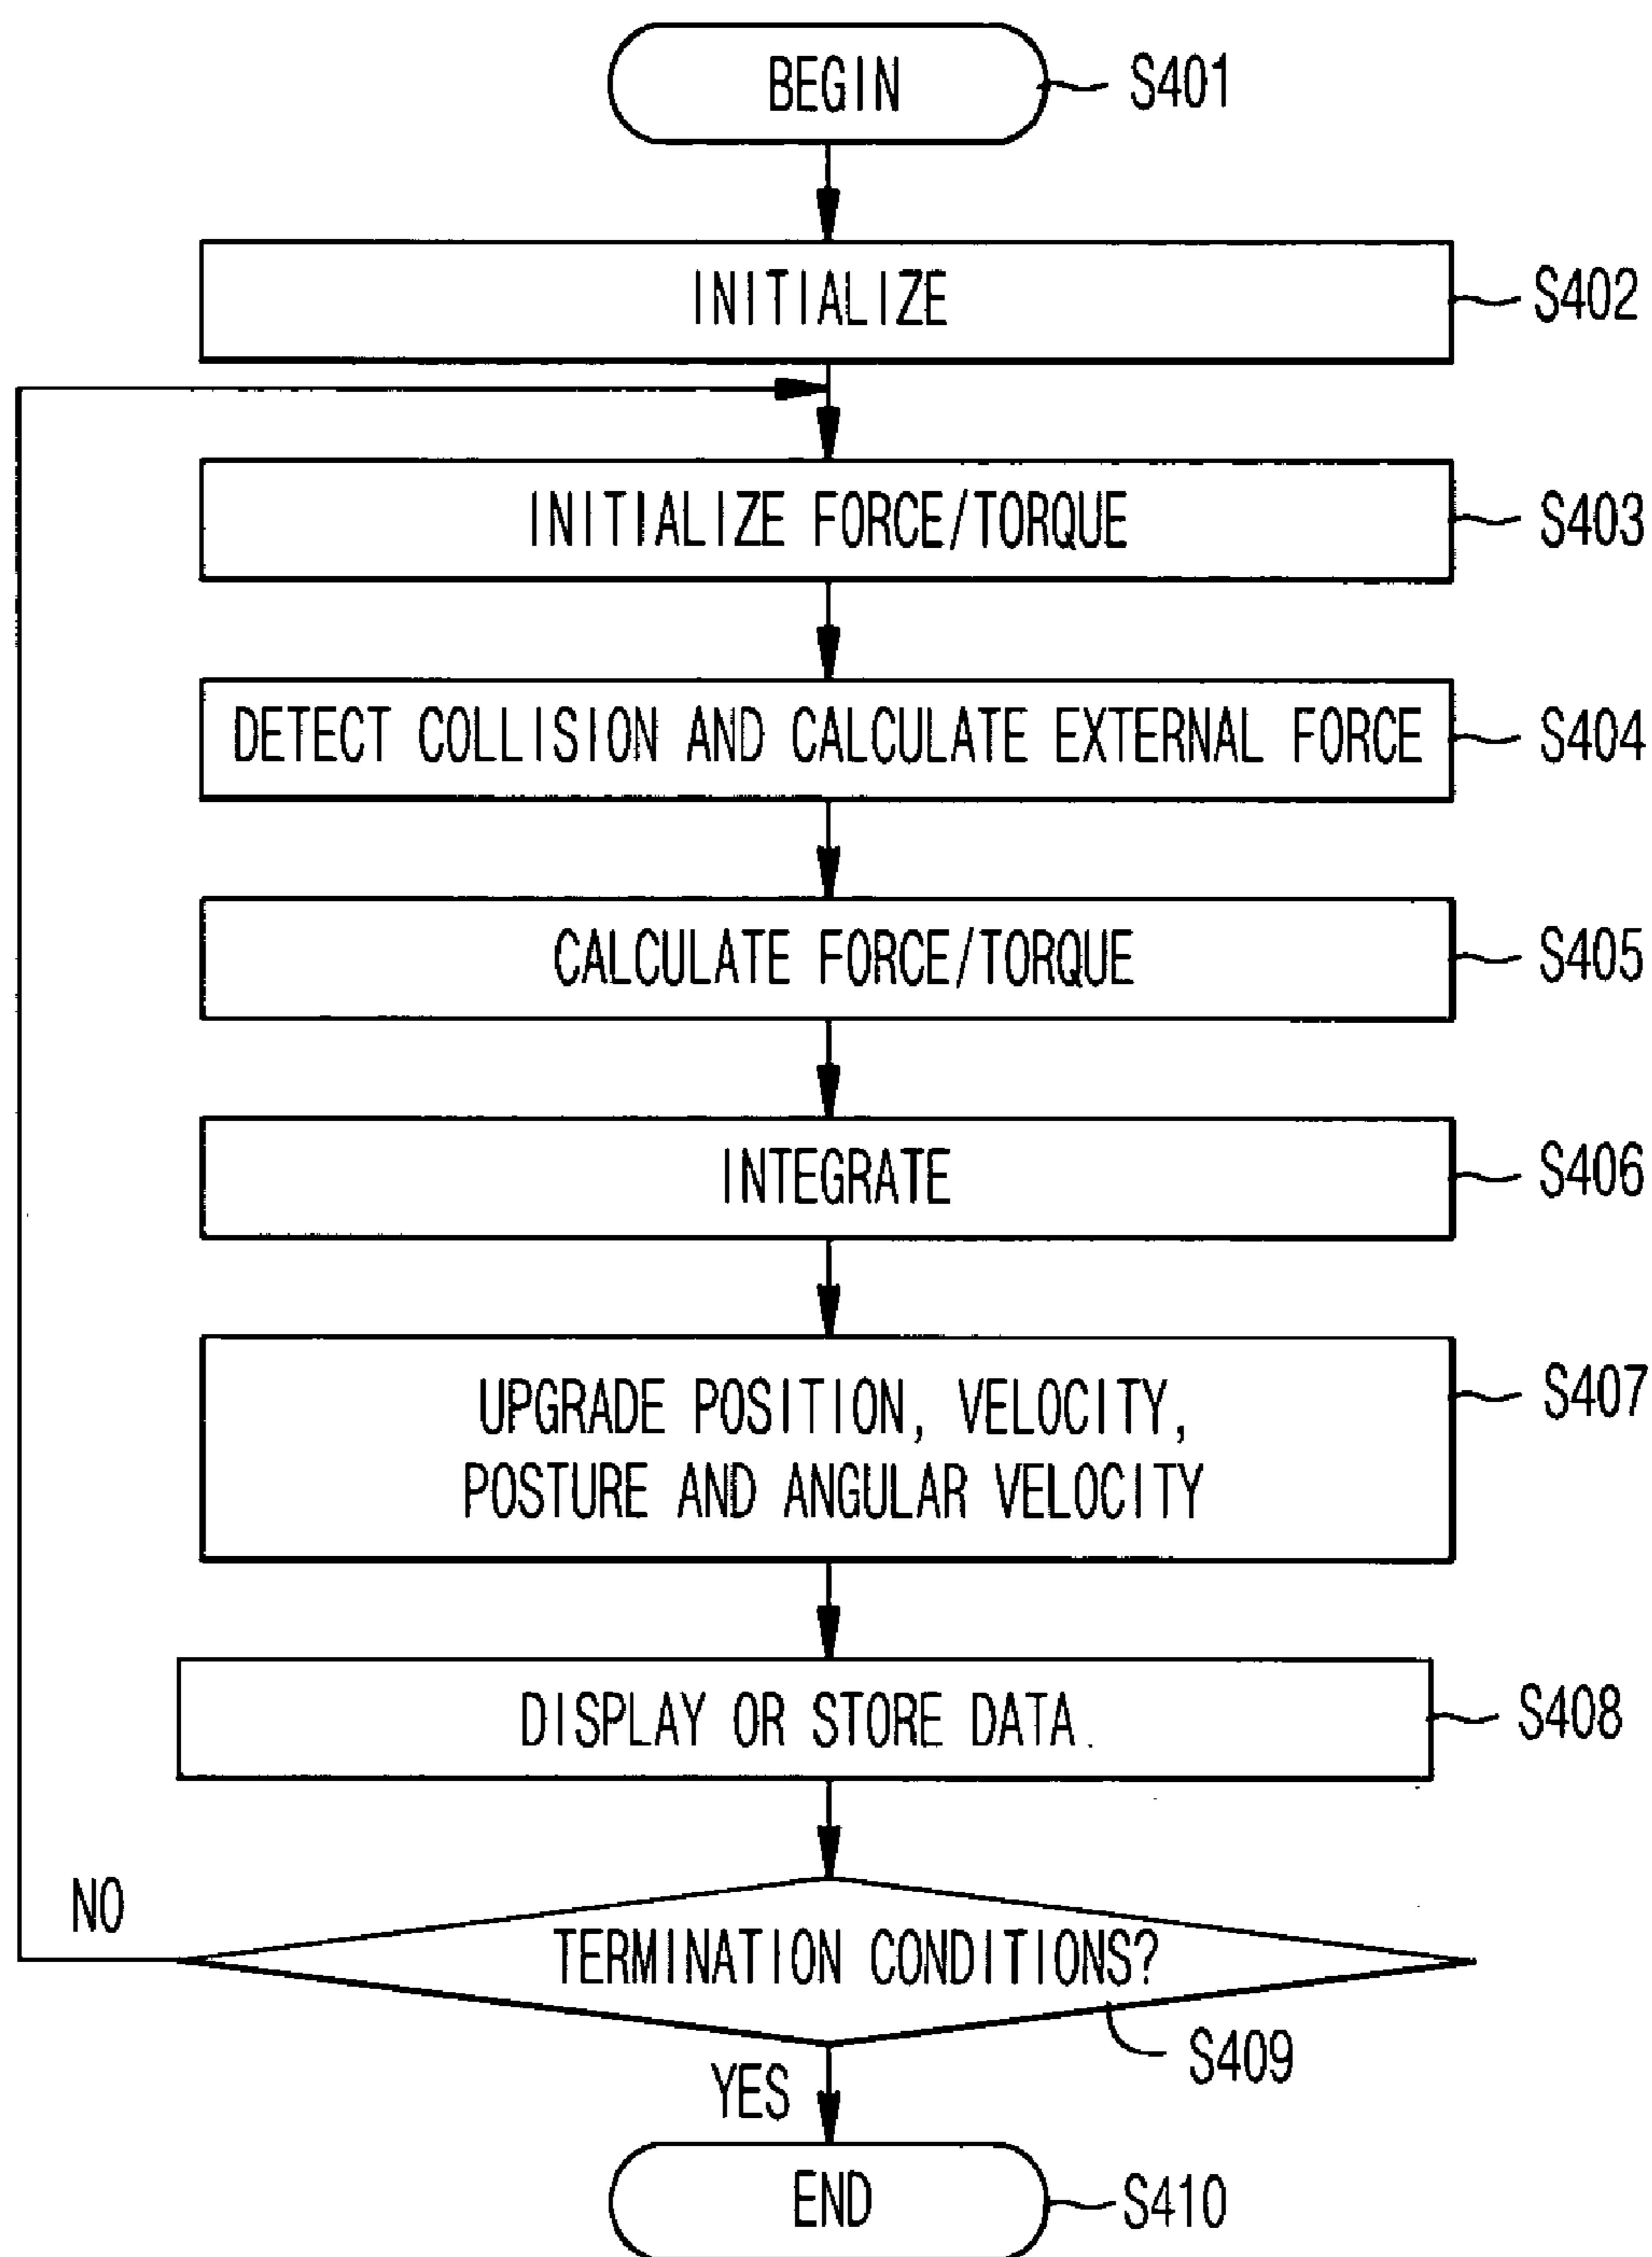 BEGIN
S401
INITIALIZE
S402
INITIALIZE FORCE/TORQUE
S403
DETECT COLLISION AND CALCULATE EXTERNAL FORCE
S404
CALCULATE FORCE/TORQUE
S405
INTEGRATE
S406
UPGRADE POSITION, VELOCITY,
POSTURE AND ANGULAR VELOCITY
S407
DISPLAY OR STORE DATA
S408
NO
TERMINATION CONDITIONS?
S409
YES
END
S410